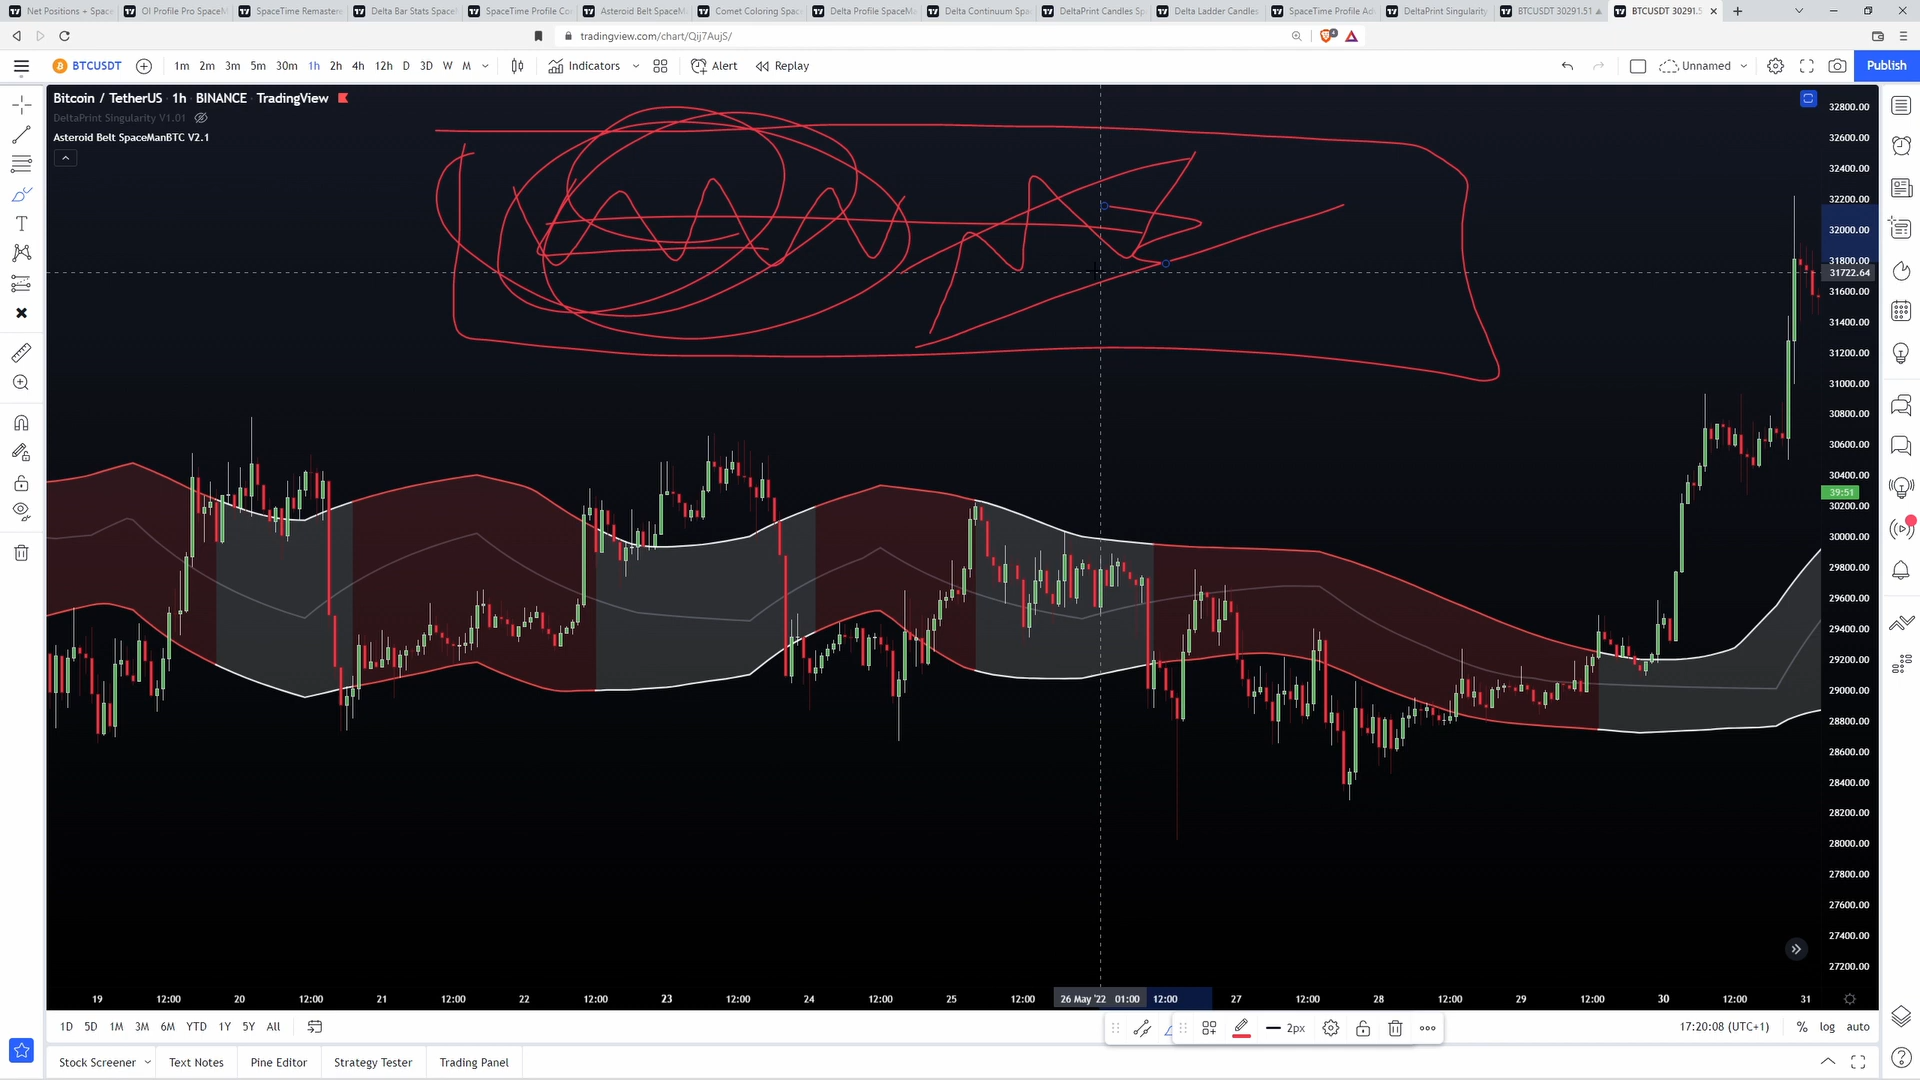 Net Positions + Space
OI Profile Pro SpaceM
SpaceTime Remastere
Delta Bar Stats SpaceM
SpaceTime Profile Co
Asteroid Belt SpaceMa
Comet Coloring Spac
Delta Profile SpaceMa
Delta Continuum Spa
DeltaPrint Candles Sp
Delta Ladder Candles
SpaceTime Profile Ad
DeltaPrint Singularity
BTCUSDT 30291.51
BTCUSDT 30291.5
tradingview.com/chart/Qij7AujS/
BTCUSDT 1m 2m 3m 5m 30m 1h 2h 4h 12h D 3D W M Indicators Alert Replay Unnamed Publish
Bitcoin / TetherUS 1h BINANCE TradingView
DeltaPrint Singularity V1.01
Asteroid Belt SpaceManBTC V2.1
32800.00
32600.00
32400.00
32200.00
32000.00
31800.00
31722.64
31600.00
31400.00
31200.00
31000.00
30800.00
30600.00
30400.00
39:51
30200.00
30000.00
29800.00
29600.00
29400.00
29200.00
29000.00
28800.00
28600.00
28400.00
28200.00
28000.00
27800.00
27600.00
27400.00
27200.00
19 12:00 20 12:00 21 12:00 22 12:00 23 12:00 24 12:00 25 12:00 26 May '22 01:00 12:00 27 12:00 28 12:00 29 12:00 30 12:00 31
1D 5D 1M 3M 6M YTD 1Y 5Y All 2px 17:20:08 (UTC+1) % log auto
Stock Screener Text Notes Pine Editor Strategy Tester Trading Panel